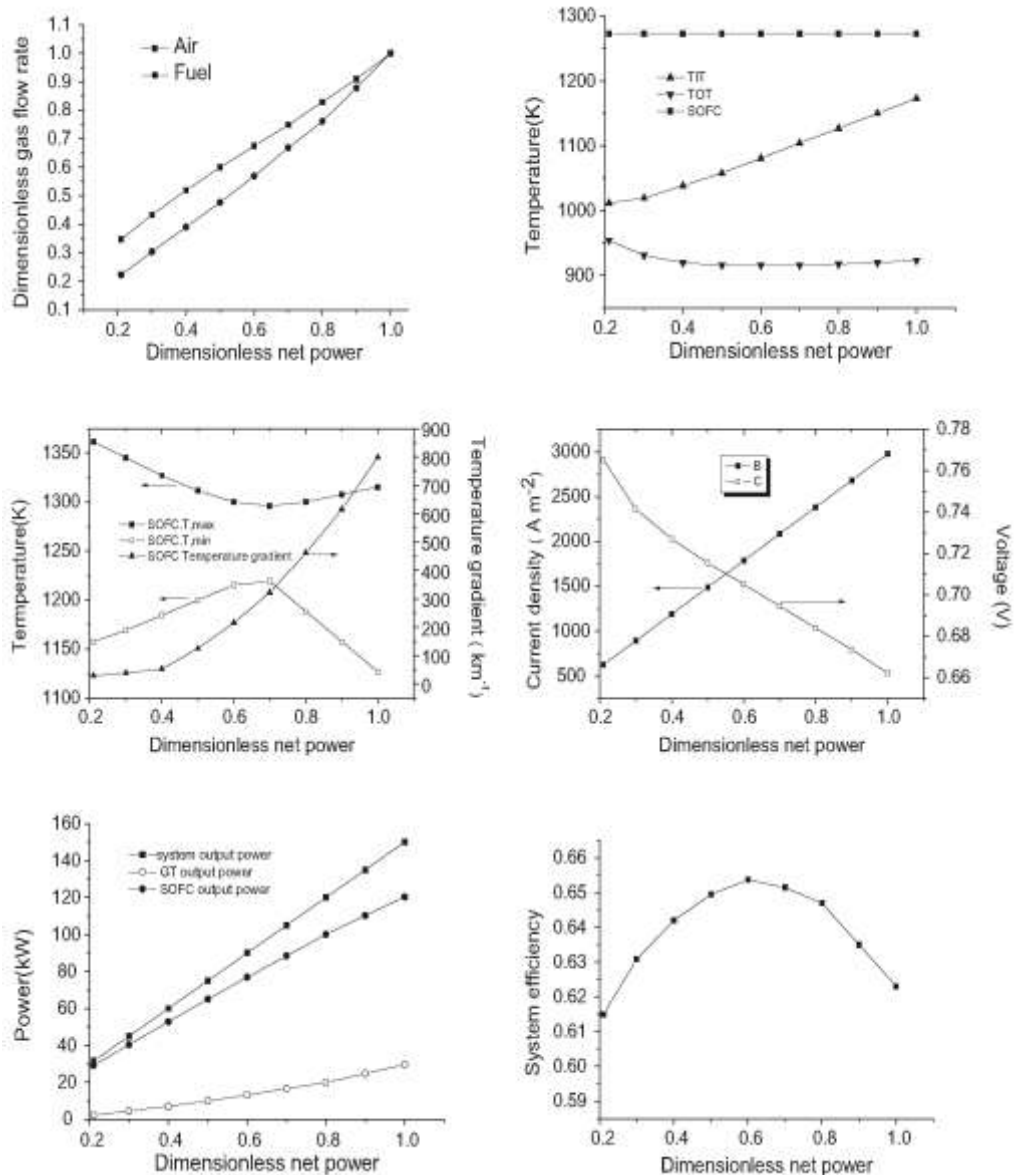 1.1
1.0
0.9
0.8
0.7
0.6
0.5
0.4
0.3
0.2
0.1
Dimensionless gas flow rate
Air
Fuel
0.2 0.4 0.6 0.8 1.0
Dimensionless net power
1300
1200
1100
1000
900
Temperature(K)
TIT
TOT
SOFC
0.2 0.4 0.6 0.8 1.0
Dimensionless net power
1350
1300
1250
1200
1150
1100
Termperature(K)
SOFC.T,max
SOFC.T,min
SOFC Temperature gradient
900
800
700
600
500
400
300
200
100
0
Temperature gradient ( km⁻¹)
0.2 0.4 0.6 0.8 1.0
Dimensionless net power
3000
2500
2000
1500
1000
500
Current density ( A m⁻²)
B
C
0.78
0.76
0.74
0.72
0.70
0.68
0.66
Voltage (V)
0.2 0.4 0.6 0.8 1.0
Dimensionless net power
160
140
120
100
80
60
40
20
0
Power(kW)
system output power
GT output power
SOFC output power
0.2 0.4 0.6 0.8 1.0
Dimensionless net power
0.66
0.65
0.64
0.63
0.62
0.61
0.60
0.59
System efficiency
0.2 0.4 0.6 0.8 1.0
Dimensionless net power